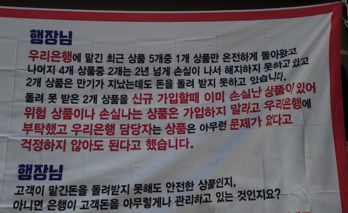 행장님
우리은행에 맡긴 최근 상품 5개중 1개 상품만 온전하게 돌아왔고
나머지 4개 상품중 2개는 2년 넘게 손실이 나서 해지하지 못하고 있고
2개 상품은 만기가 지났는데도 돈을 돌려 받지 못하고 있습니다.
돌려 못 받은 2개 상품을 신규 가입할때 이미 손실난 상품이 있어
위험 상품이나 손실나는 상품은 가입하지 말라고 우리은행에
부탁했고 우리은행 담당자는 상품은 아무런 문제가 없다고
걱정하지 않아도 된다고 했습니다.
행장님
고객이 맡긴돈을 돌려받지 못해도 안전한 상품인지,
아니면 은행이 고객돈을 아무렇게나 관리하고 있는 것인지요?